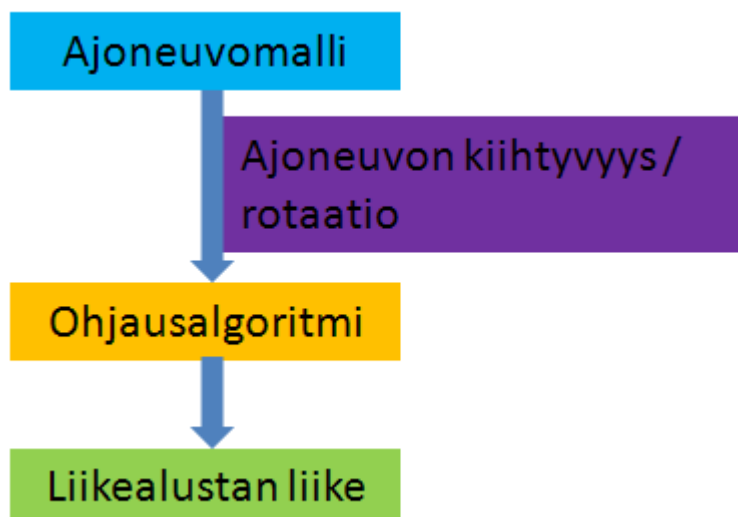 Ajoneuvomalli
Ajoneuvon kiihtyvyys /
rotaatio
Ohjausalgoritmi
Liikealustan liike